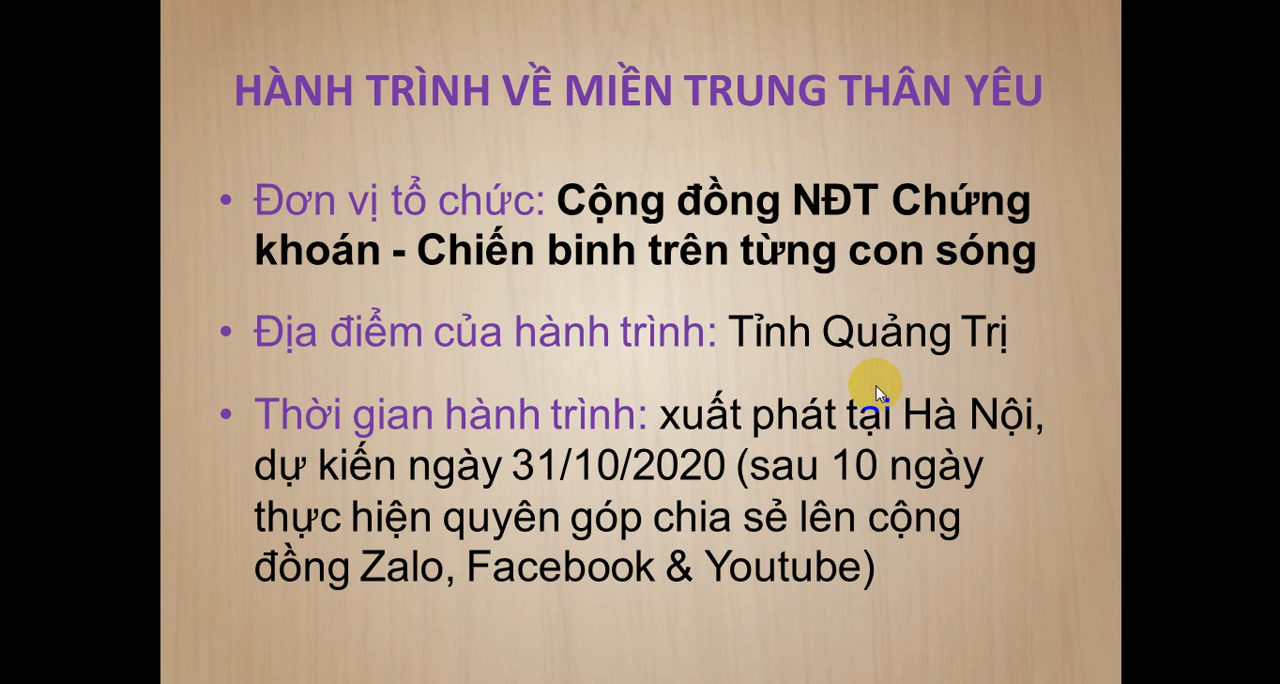 HÀNH TRÌNH VỀ MIỀN TRUNG THÂN YÊU
• Đơn vị tổ chức: Cộng đồng NĐT Chứng
khoán - Chiến binh trên từng con sóng
• Địa điểm của hành trình: Tỉnh Quảng Trị
• Thời gian hành trình: xuất phát tại Hà Nội,
dự kiến ngày 31/10/2020 (sau 10 ngày
thực hiện quyên góp chia sẻ lên cộng
đồng Zalo, Facebook & Youtube)